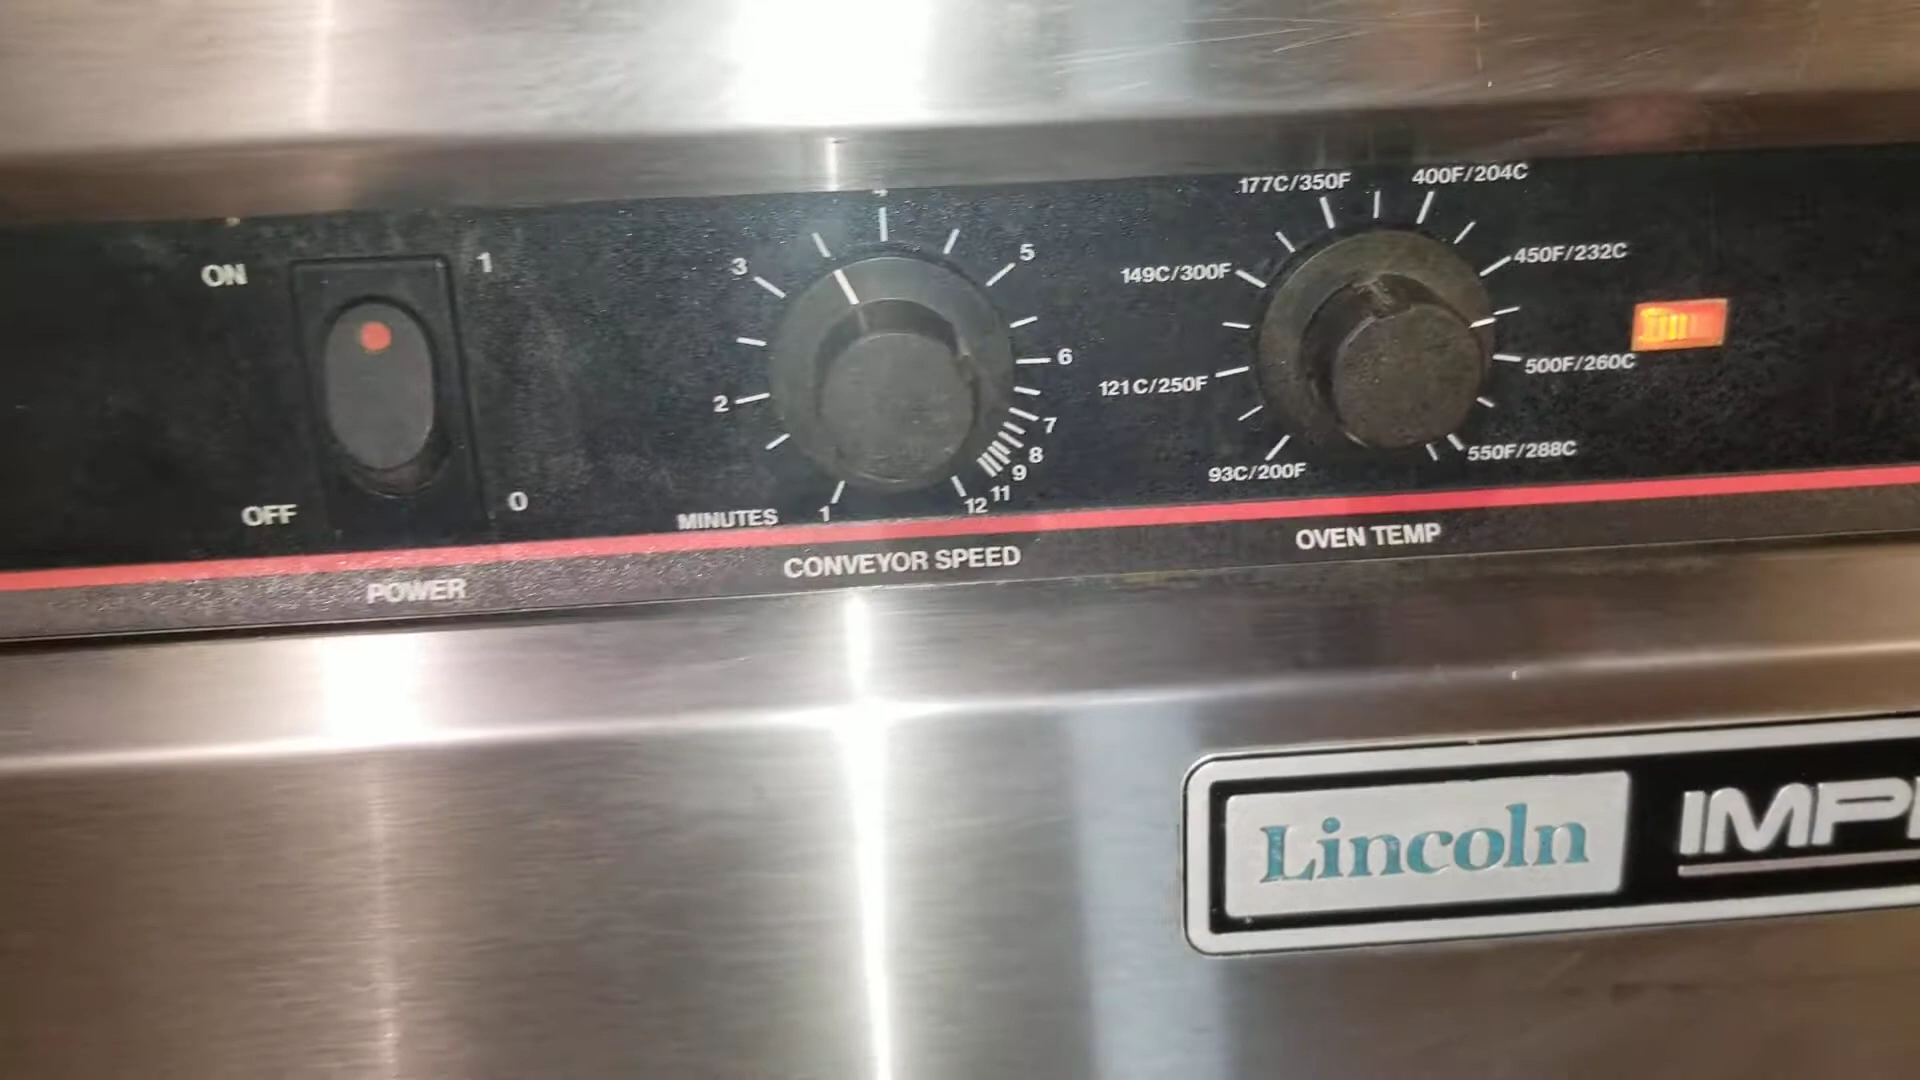 ON
1
OFF
0
POWER
MINUTES
1
2
3
5
6
7
8
9
11
12
CONVEYOR SPEED
93C/200F
121C/250F
149C/300F
177C/350F
400F/204C
450F/232C
500F/260C
550F/288C
OVEN TEMP
Lincoln